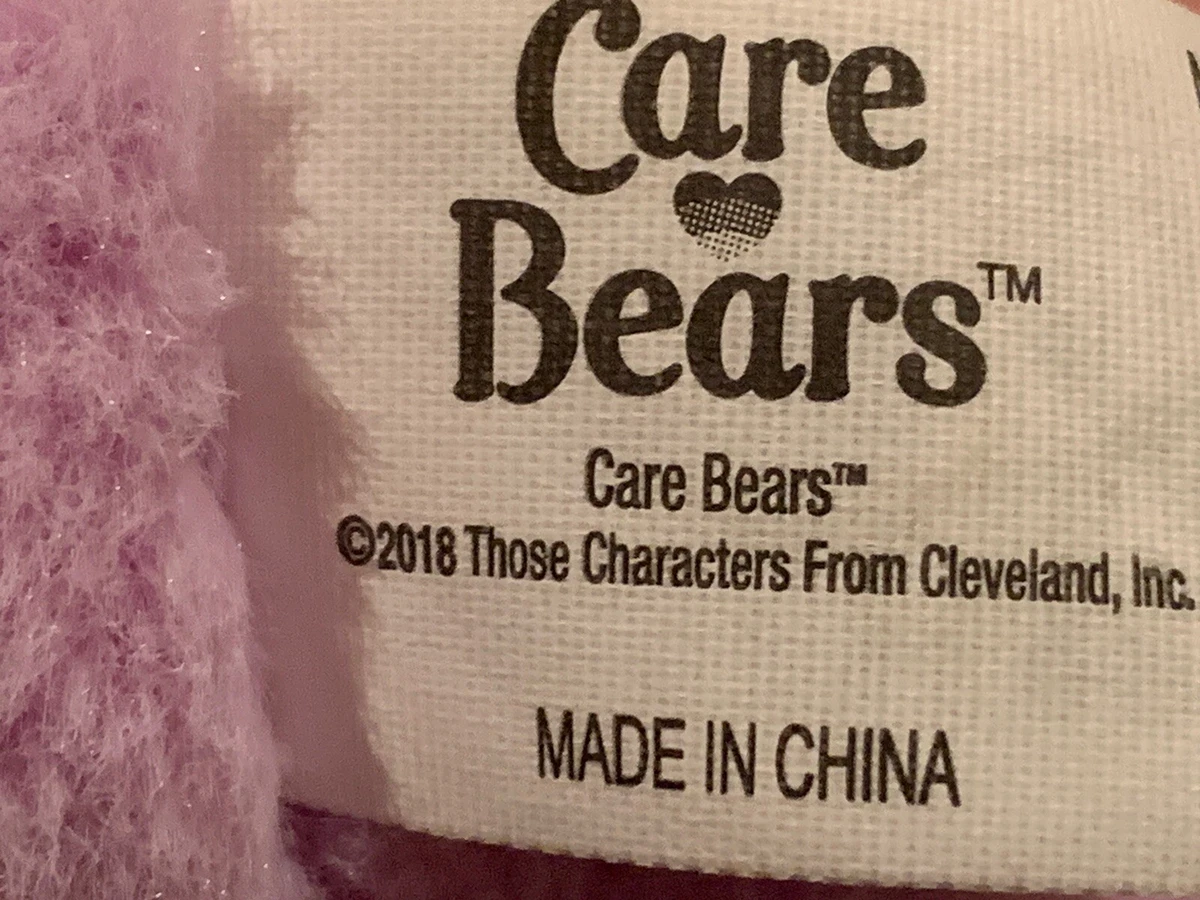 Care
Bears™
Care Bears™
©2018 Those Characters From Cleveland, Inc.
MADE IN CHINA